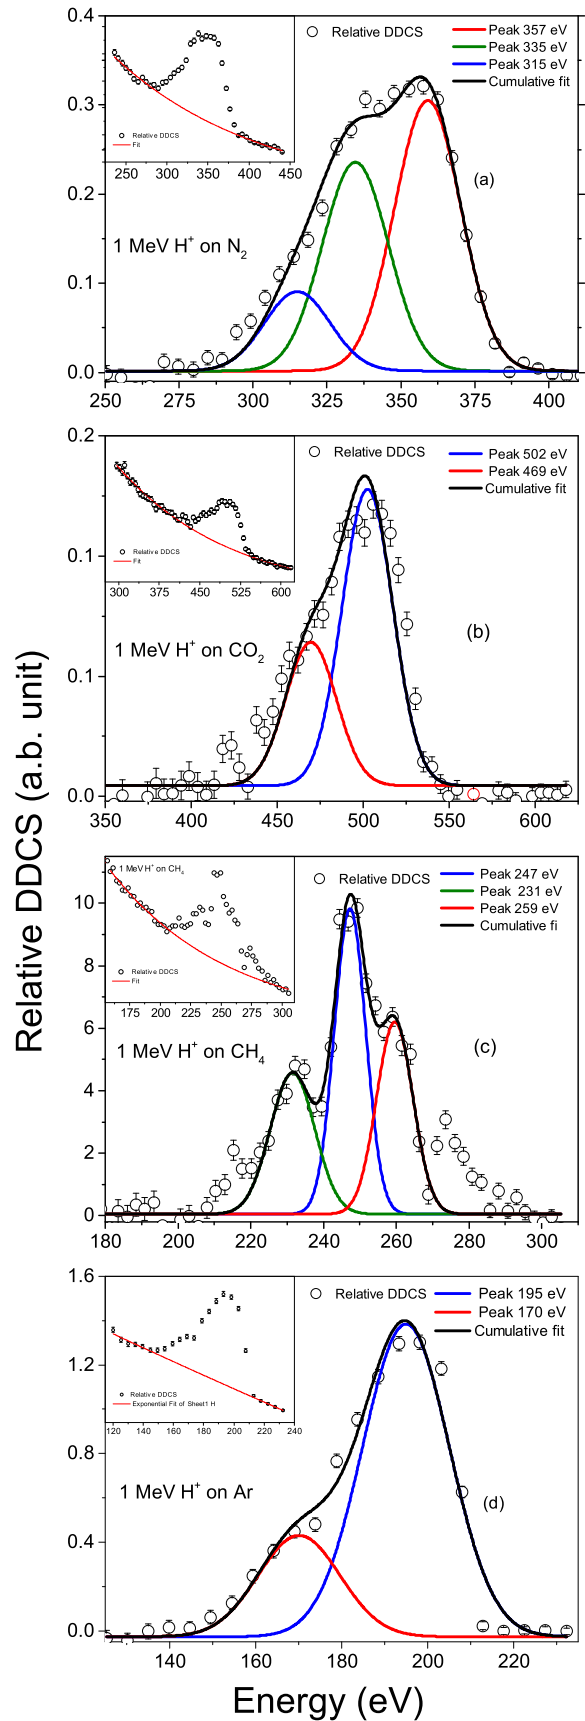 Relative DDCS (a.b. unit)
0.4
0.3
0.2
0.1
0.0
Relative DDCS
Fit
250 300 350 400 450
Relative DDCS
Peak 357 eV
Peak 335 eV
Peak 315 eV
Cumulative fit
(a)
1 MeV H⁺ on N₂
250 275 300 325 350 375 400
0.2
0.1
0.1
0.0
Relative DDCS
Fit
300 375 450 525 600
Relative DDCS
Peak 502 eV
Peak 469 eV
Cumulative fit
(b)
1 MeV H⁺ on CO₂
350 400 450 500 550 600
10
8
6
4
2
0
1 MeV H⁺ on CH₄
Relative DDCS
Fit
175 200 225 250 275 300
Relative DDCS
Peak 247 eV
Peak 231 eV
Peak 259 eV
Cumulative fi
(c)
1 MeV H⁺ on CH₄
180 200 220 240 260 280 300
1.6
1.2
0.8
0.4
0.0
Relative DDCS
Exponential Fit of Sheet1 H
120 140 160 180 200 220
Relative DDCS
Peak 195 eV
Peak 170 eV
Cumulative fit
(d)
1 MeV H⁺ on Ar
140 160 180 200 220
Energy (eV)